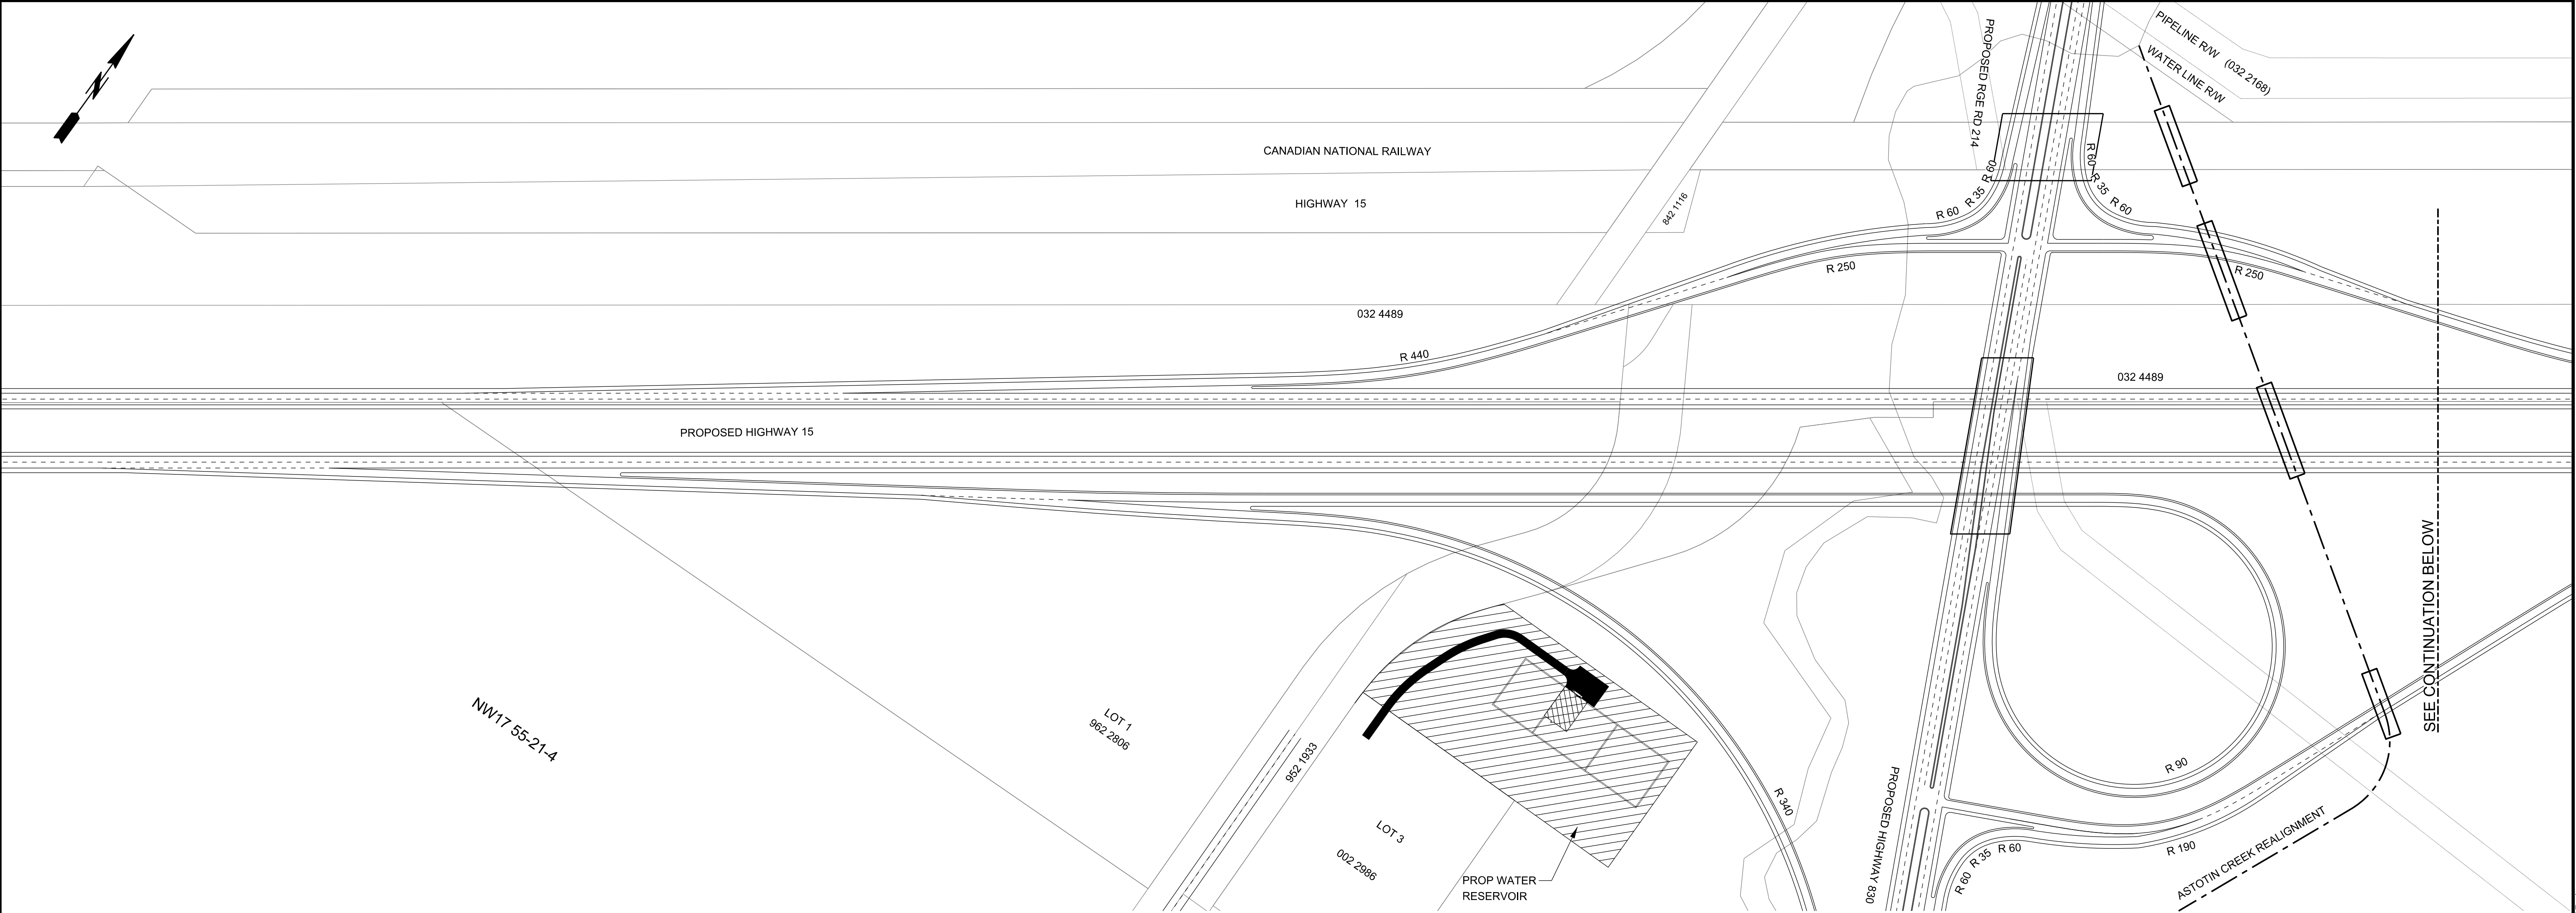 PROPOSED RGE RD 214
PIPELINE R/W (032 2168)
WATER LINE R/W
N
CANADIAN NATIONAL RAILWAY
HIGHWAY 15
842 1116
R 60
R 35
R 60
R 60
R 35
R 60
R 250
R 250
032 4489
R 440
032 4489
PROPOSED HIGHWAY 15
SEE CONTINUATION BELOW
NW17 55-21-4
LOT 1
962 2806
952 1933
LOT 3
002 2986
PROP WATER
RESERVOIR
R 340
PROPOSED HIGHWAY 830
R 90
R 60
R 35
R 60
R 190
ASTOTIN CREEK REALIGNMENT